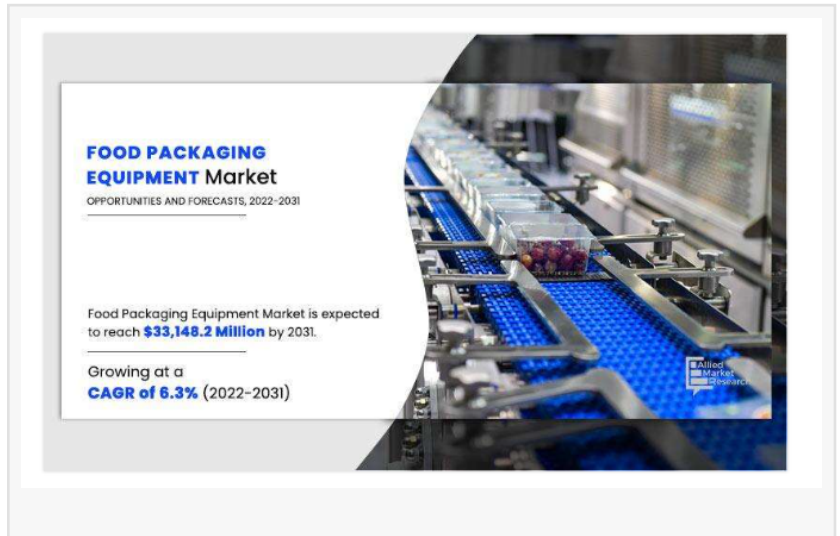 FOOD PACKAGING
EQUIPMENT Market
OPPORTUNITIES AND FORECASTS, 2022-2031
Food Packaging Equipment Market is expected
to reach $33,148.2 Million by 2031.
Growing at a
CAGR of 6.3% (2022-2031)
Allied
Market
Research